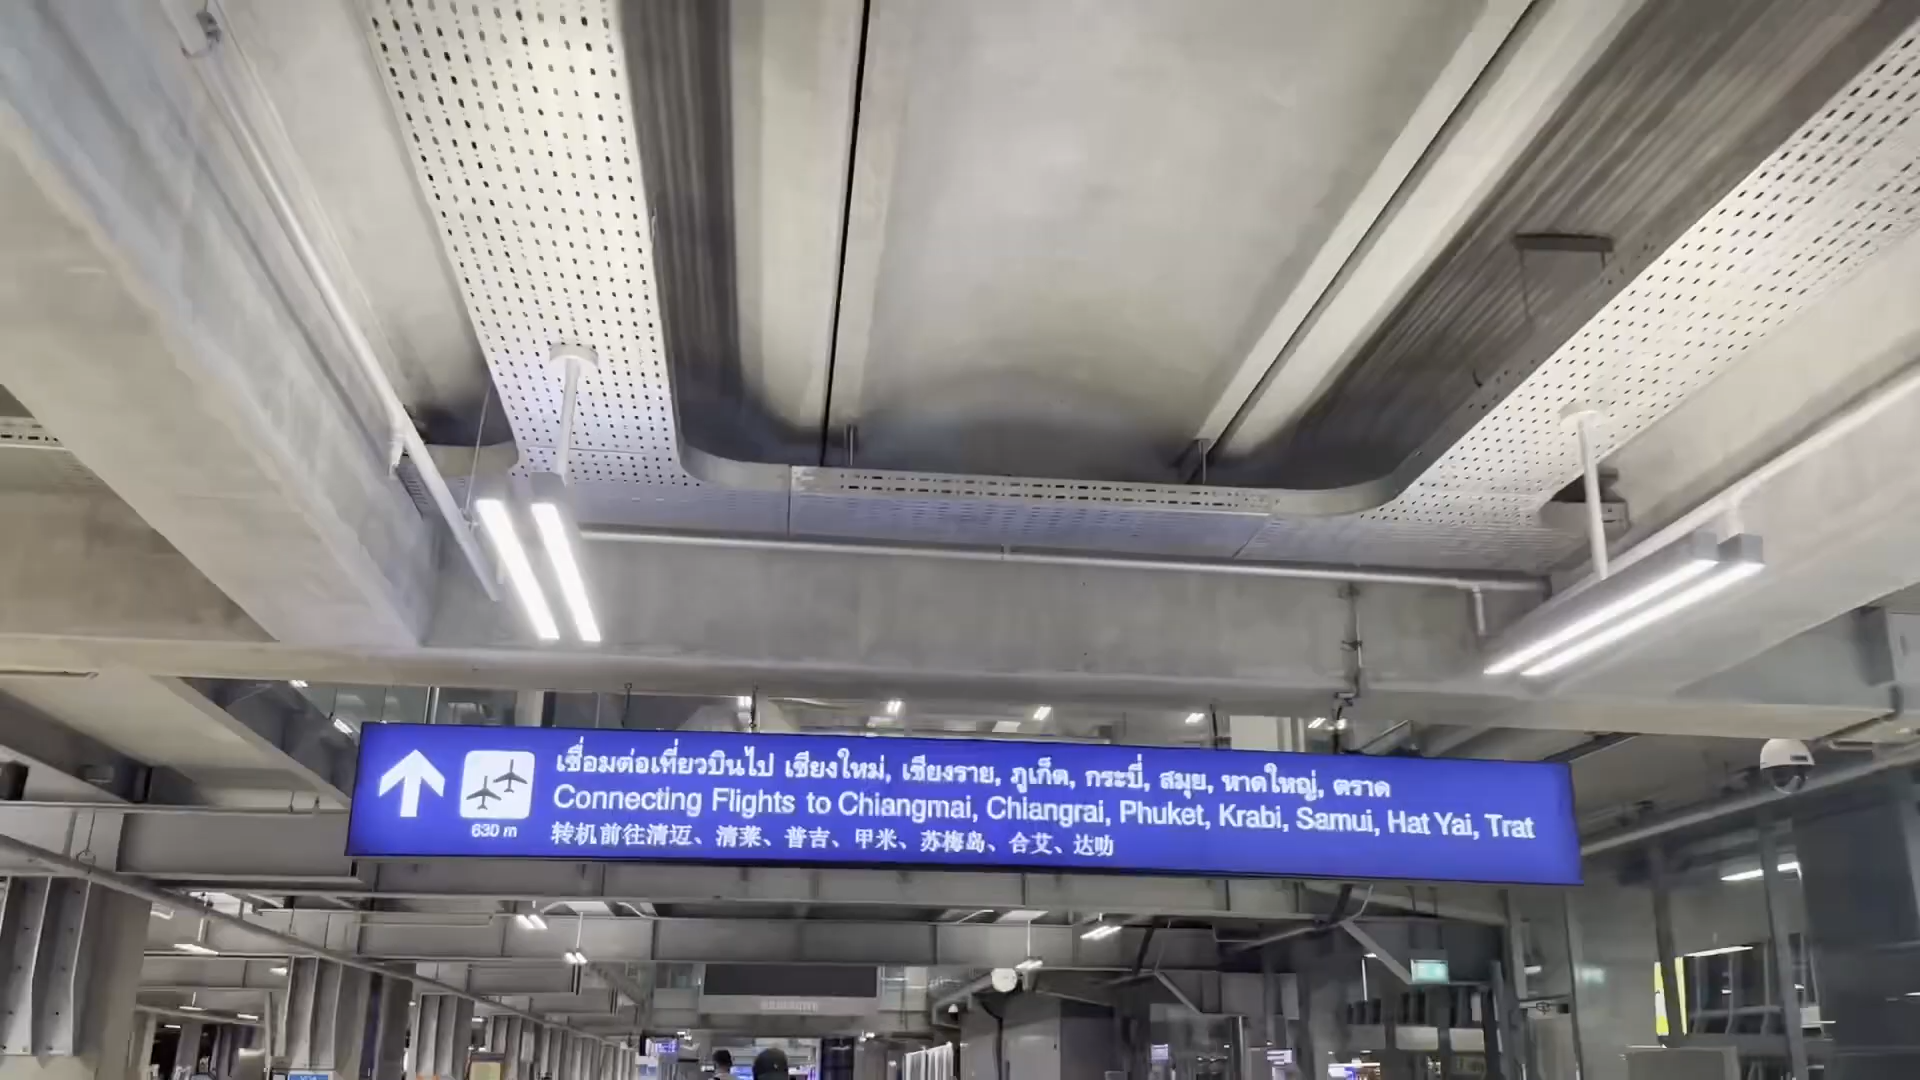 เชื่อมต่อเที่ยวบินไป เชียงใหม่, เชียงราย, ภูเก็ต, กระบี่, สมุย, หาดใหญ่, ตราด
Connecting Flights to Chiangmai, Chiangrai, Phuket, Krabi, Samui, Hat Yai, Trat
630 m
转机前往清迈、清莱、普吉、甲米、苏梅岛、合艾、达叻
SAMSUNG